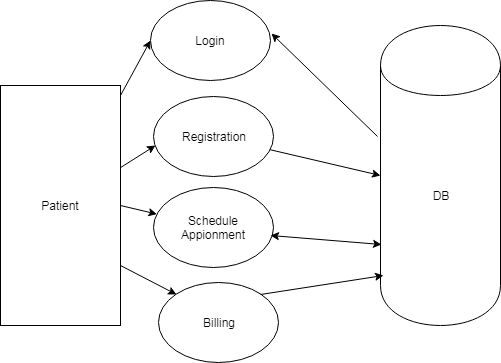 Login
Registration
Patient
DB
Schedule
Appionment
Billing